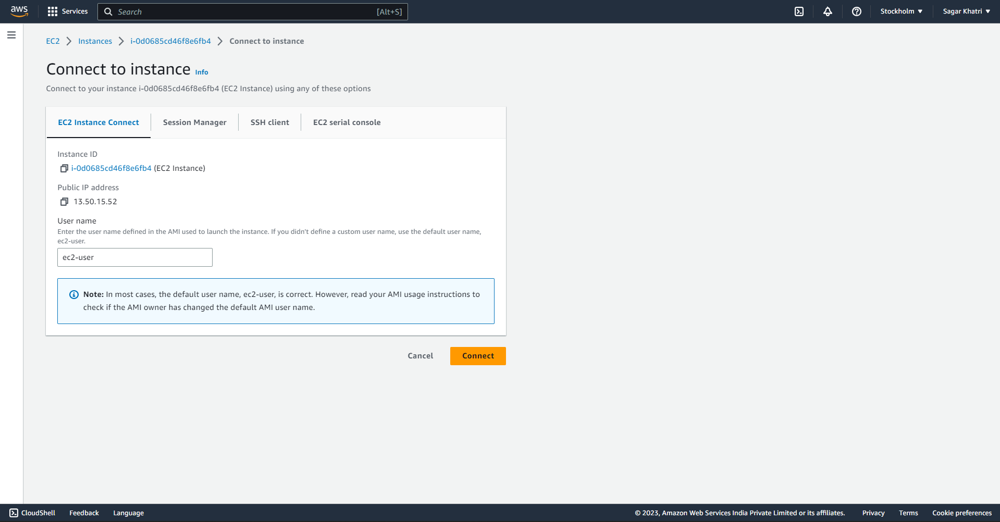 aws
Services
Search [Alt+S]
Stockholm
Sagar Khatri
EC2 Instances i-0d0685cd46f8e6fb4 Connect to instance
Connect to instance Info
Connect to your instance i-0d0685cd46f8e6fb4 (EC2 Instance) using any of these options
EC2 Instance Connect Session Manager SSH client EC2 serial console
Instance ID
i-0d0685cd46f8e6fb4 (EC2 Instance)
Public IP address
13.50.15.52
User name
Enter the user name defined in the AMI used to launch the instance. If you didn't define a custom user name, use the default user name,
ec2-user.
ec2-user
Note: In most cases, the default user name, ec2-user, is correct. However, read your AMI usage instructions to
check if the AMI owner has changed the default AMI user name.
Cancel Connect
CloudShell Feedback Language © 2023, Amazon Web Services India Private Limited or its affiliates. Privacy Terms Cookie preferences